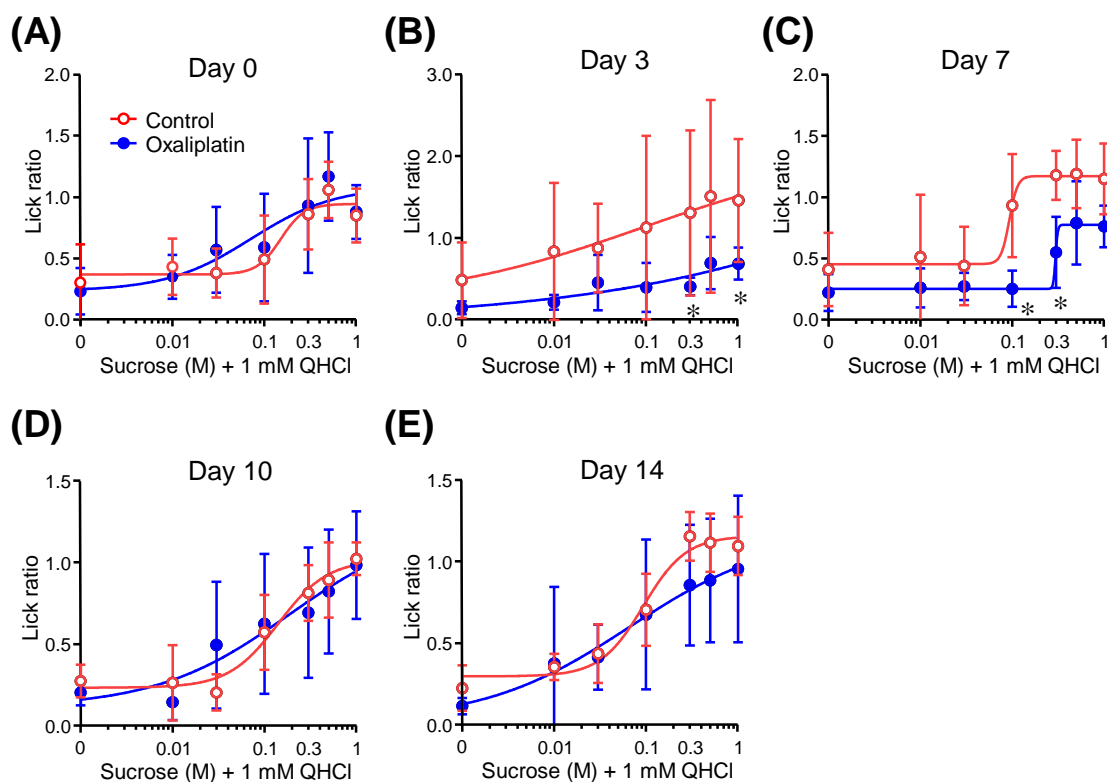 (A)
Day 0
Control
Oxaliplatin
Lick ratio
2.0
1.5
1.0
0.5
0.0
0 0.01 0.1 0.3 1
Sucrose (M) + 1 mM QHCl
(B)
Day 3
Lick ratio
3.0
2.0
1.0
0.0
* *
0 0.01 0.1 0.3 1
Sucrose (M) + 1 mM QHCl
(C)
Day 7
Lick ratio
2.0
1.5
1.0
0.5
0.0
* *
0 0.01 0.1 0.3 1
Sucrose (M) + 1 mM QHCl
(D)
Day 10
Lick ratio
1.5
1.0
0.5
0.0
0 0.01 0.1 0.3 1
Sucrose (M) + 1 mM QHCl
(E)
Day 14
Lick ratio
1.5
1.0
0.5
0.0
0 0.01 0.1 0.3 1
Sucrose (M) + 1 mM QHCl